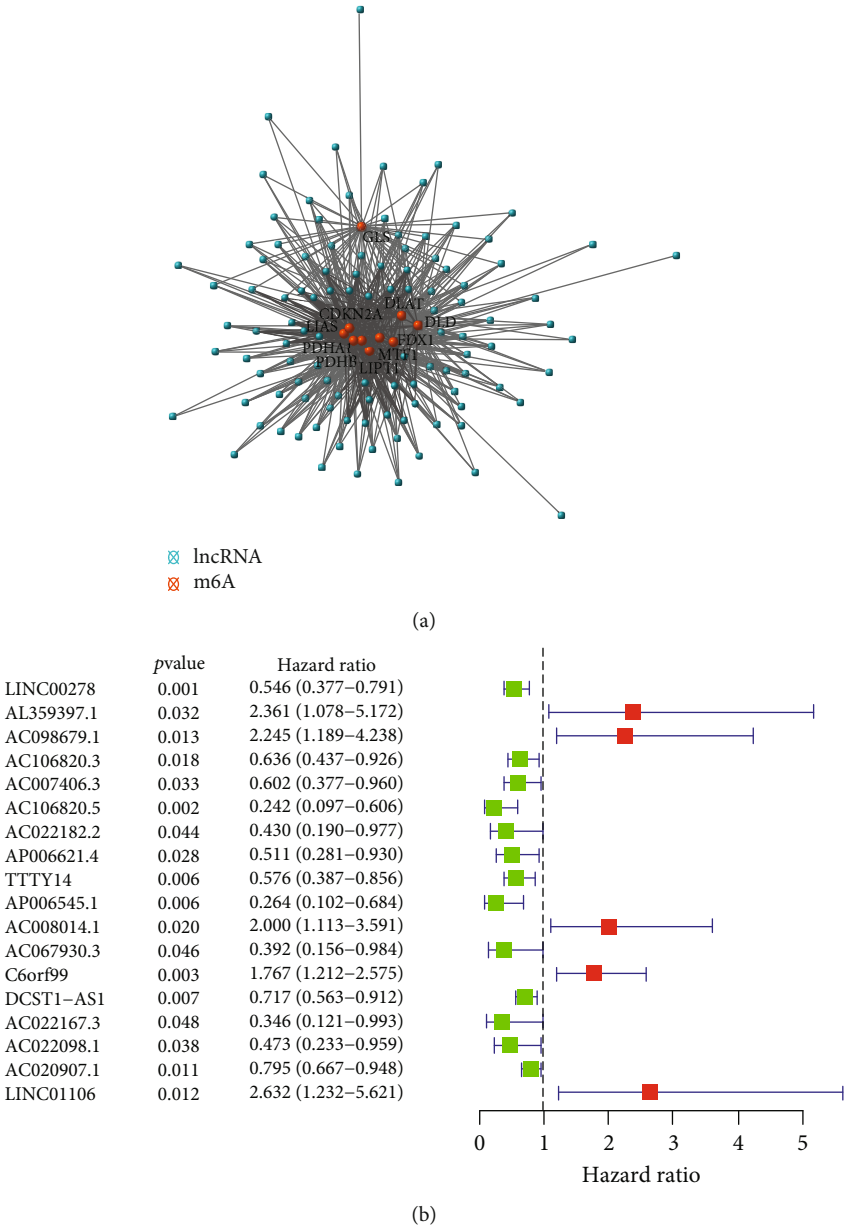 GLS
DLAT
CDKN2A
DLD
LIAS
FDX1
PDHA1
MTF1
PDHB
LIPT1
lncRNA
m6A
(a)
pvalue Hazard ratio
LINC00278 0.001 0.546 (0.377−0.791)
AL359397.1 0.032 2.361 (1.078−5.172)
AC098679.1 0.013 2.245 (1.189−4.238)
AC106820.3 0.018 0.636 (0.437−0.926)
AC007406.3 0.033 0.602 (0.377−0.960)
AC106820.5 0.002 0.242 (0.097−0.606)
AC022182.2 0.044 0.430 (0.190−0.977)
AP006621.4 0.028 0.511 (0.281−0.930)
TTTY14 0.006 0.576 (0.387−0.856)
AP006545.1 0.006 0.264 (0.102−0.684)
AC008014.1 0.020 2.000 (1.113−3.591)
AC067930.3 0.046 0.392 (0.156−0.984)
C6orf99 0.003 1.767 (1.212−2.575)
DCST1−AS1 0.007 0.717 (0.563−0.912)
AC022167.3 0.048 0.346 (0.121−0.993)
AC022098.1 0.038 0.473 (0.233−0.959)
AC020907.1 0.011 0.795 (0.667−0.948)
LINC01106 0.012 2.632 (1.232−5.621)
0 1 2 3 4 5
Hazard ratio
(b)